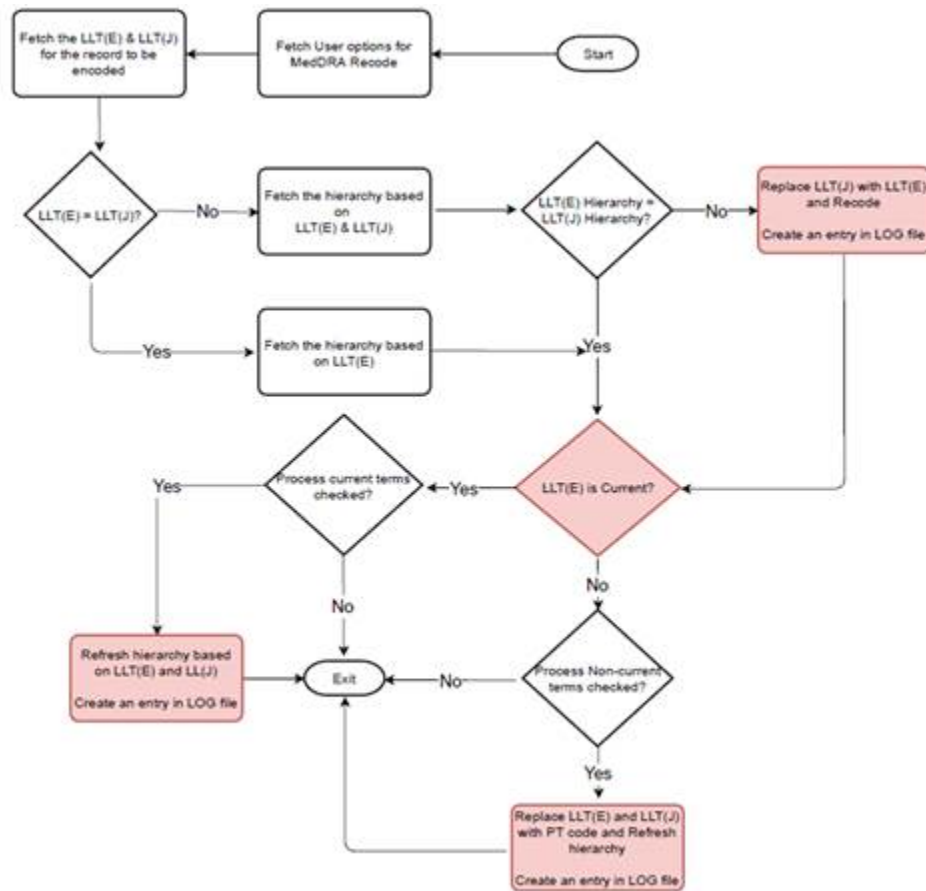 Fetch the LLT(E) & LLT(J)
for the record to be
encoded
Fetch User options for
MedDRA Recode
Start
LLT(E) = LLT(J)?
No
Fetch the hierarchy based
on
LLT(E) & LLT(J)
LLT(E) Hierarchy =
LLT(J) Hierarchy?
No
Replace LLT(J) with LLT(E)
and Recode
Create an entry in LOG file
Yes
Fetch the hierarchy based
on LLT(E)
Yes
Process current terms
checked?
Yes
LLT(E) is Current?
Yes
No
No
Refresh hierarchy based
on LLT(E) and LL(J)
Create an entry in LOG file
Exit
No
Process Non-current
terms checked?
Yes
Replace LLT(E) and LLT(J)
with PT code and Refresh
hierarchy
Create an entry in LOG file